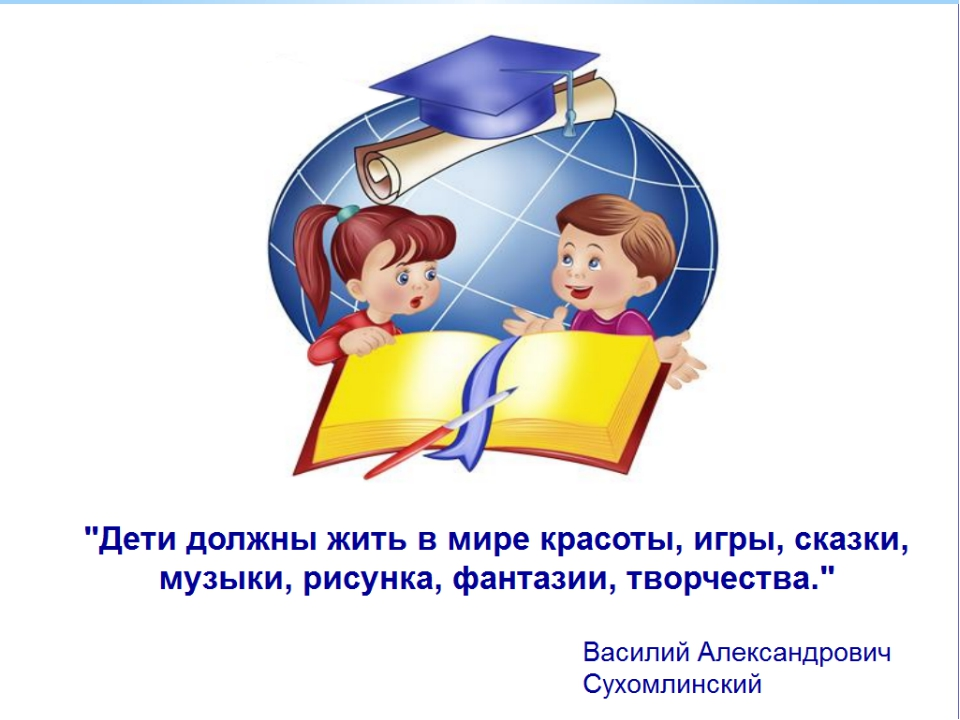 "Дети должны жить в мире красоты, игры, сказки,
музыки, рисунка, фантазии, творчества."
Василий Александрович
Сухомлинский